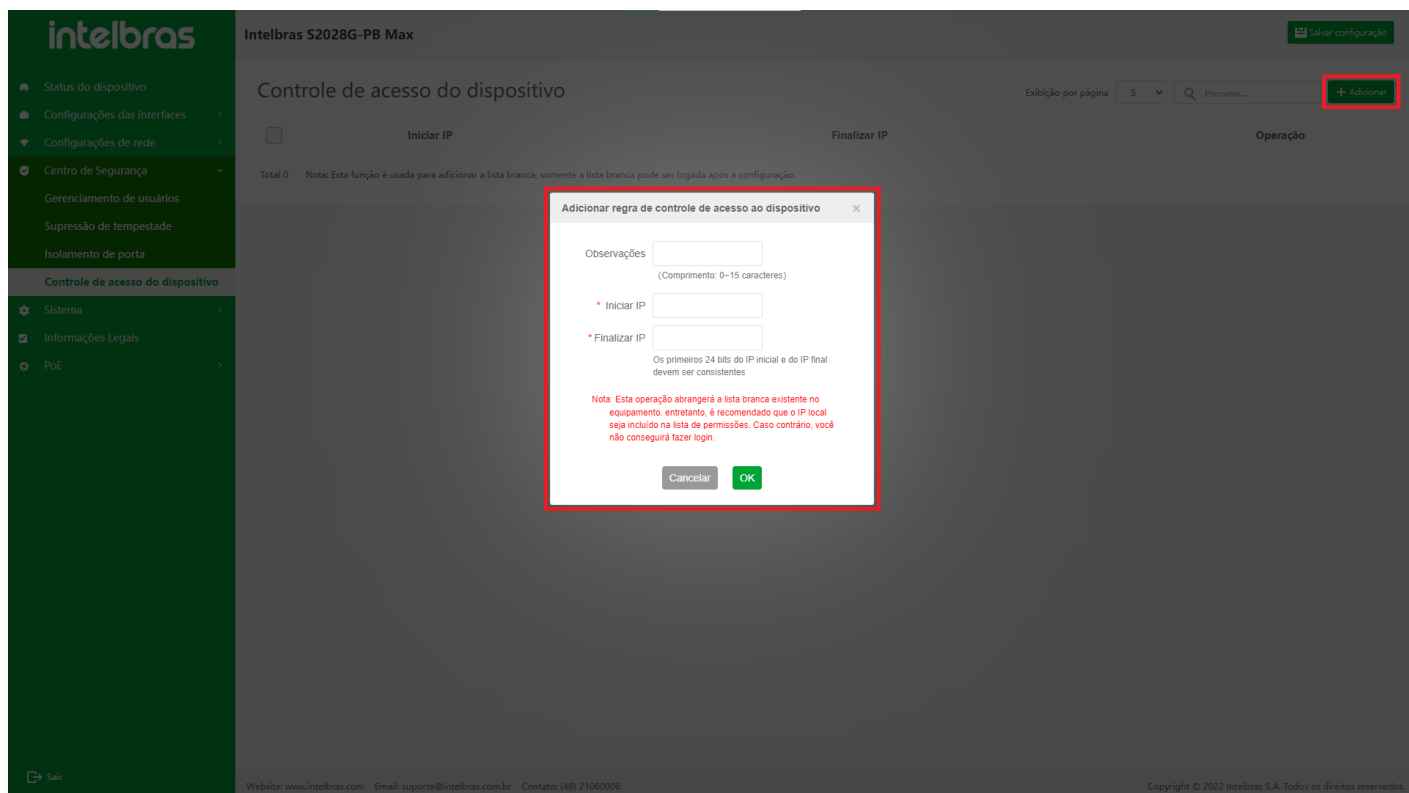 intelbras
Intelbras S2028G-PB Max
Salvar configuração
Status do dispositivo
Configurações das interfaces
Configurações de rede
Centro de Segurança
Gerenciamento de usuários
Supressão de tempestade
Isolamento de porta
Controle de acesso do dispositivo
Sistema
Informações Legais
PoE
Sair
Controle de acesso do dispositivo
Exibição por página 5 Procurar... + Adicionar
Iniciar IP Finalizar IP Operação
Total 0 Nota: Esta função é usada para adicionar a lista branca, somente a lista branca pode ser logada após a configuração.
Adicionar regra de controle de acesso ao dispositivo ×
Observações
(Comprimento: 0~15 caracteres)
* Iniciar IP
* Finalizar IP
Os primeiros 24 bits do IP inicial e do IP final
devem ser consistentes
Nota: Esta operação abrangerá a lista branca existente no
equipamento. entretanto, é recomendado que o IP local
seja incluído na lista de permissões. Caso contrário, você
não conseguirá fazer login.
Cancelar OK
Website: www.intelbras.com Email: suporte@intelbras.com.br Contato: (48) 21060006
Copyright © 2022 Intelbras S.A. Todos os direitos reservados.